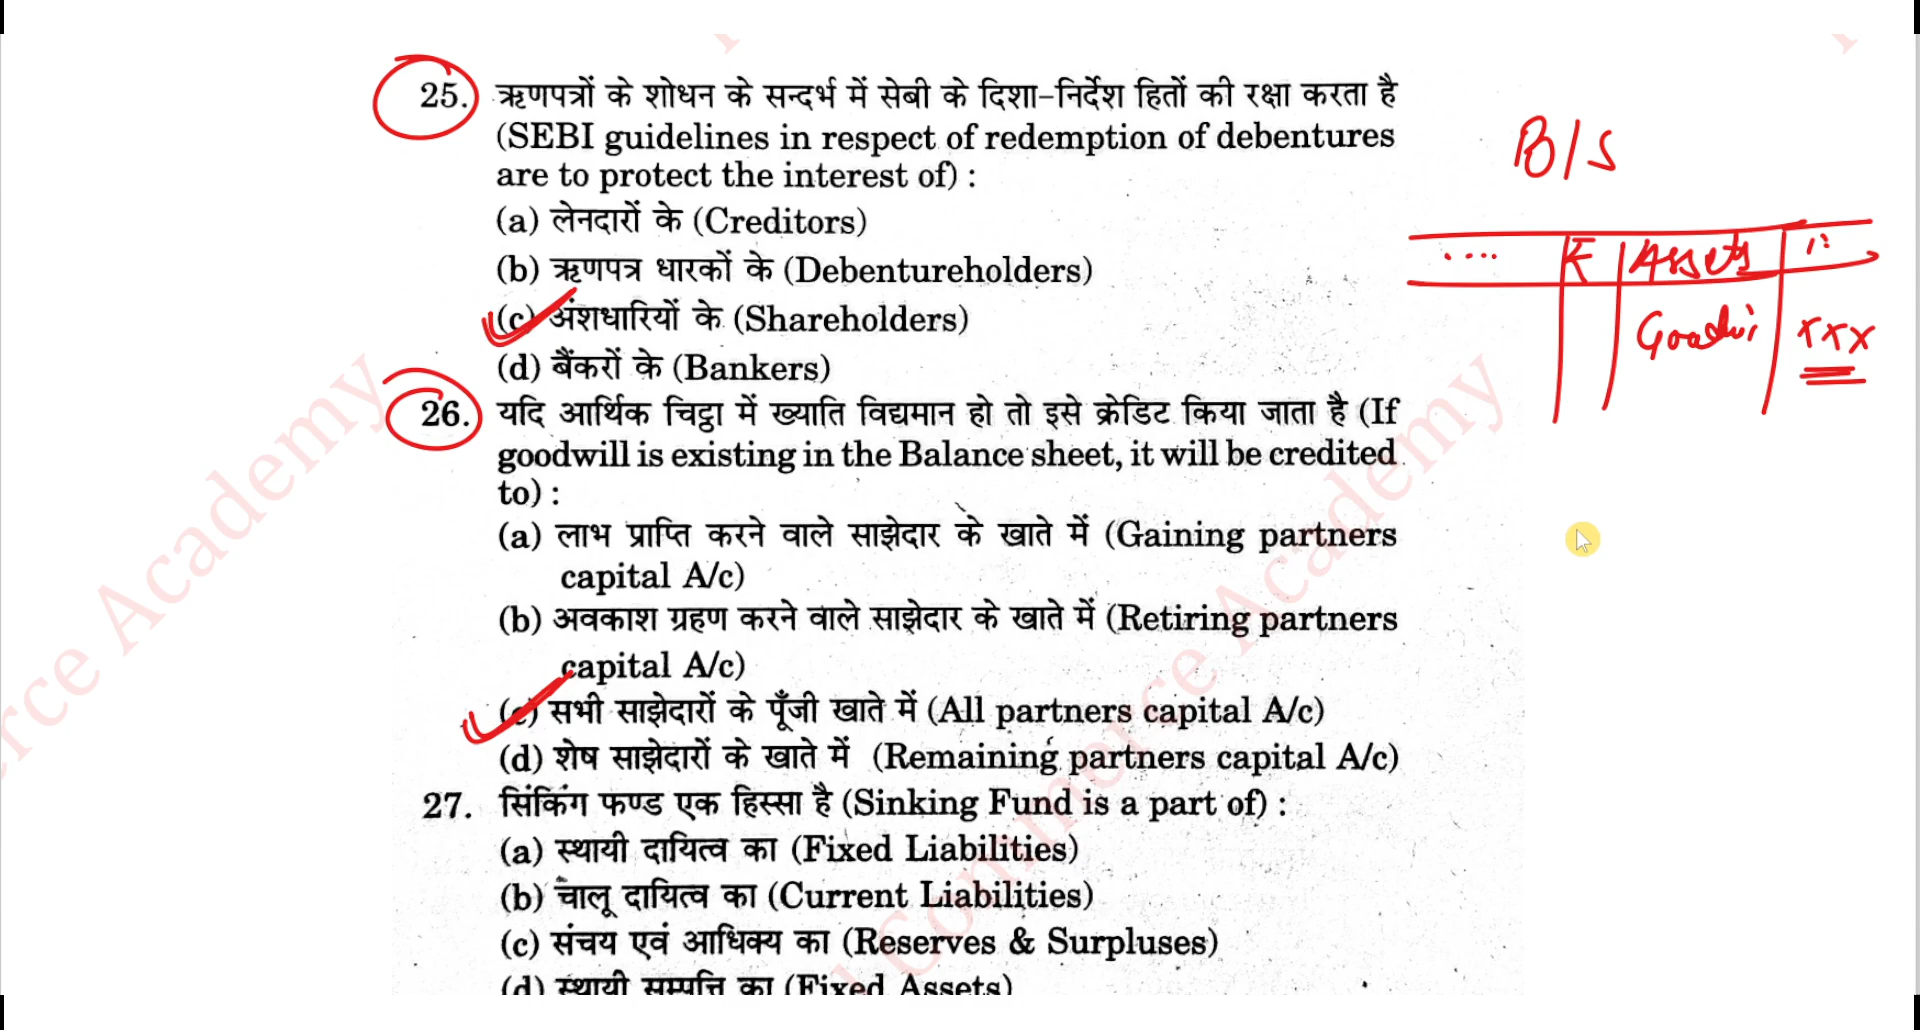 25. ऋणपत्रों के शोधन के सन्दर्भ में सेबी के दिशा-निर्देश हितों की रक्षा करता है
(SEBI guidelines in respect of redemption of debentures
are to protect the interest of) :
(a) लेनदारों के (Creditors)
(b) ऋणपत्र धारकों के (Debentureholders)
(c) अंशधारियों के (Shareholders)
(d) बैंकरों के (Bankers)
26. यदि आर्थिक चिट्ठा में ख्याति विद्यमान हो तो इसे क्रेडिट किया जाता है (If
goodwill is existing in the Balance sheet, it will be credited
to) :
(a) लाभ प्राप्ति करने वाले साझेदार के खाते में (Gaining partners
capital A/c)
(b) अवकाश ग्रहण करने वाले साझेदार के खाते में (Retiring partners
capital A/c)
(c) सभी साझेदारों के पूँजी खाते में (All partners capital A/c)
(d) शेष साझेदारों के खाते में (Remaining partners capital A/c)
27. सिंकिंग फण्ड एक हिस्सा है (Sinking Fund is a part of) :
(a) स्थायी दायित्व का (Fixed Liabilities)
(b) चालू दायित्व का (Current Liabilities)
(c) संचय एवं आधिक्य का (Reserves & Surpluses)
(d) स्थायी सम्पत्ति का (Fixed Assets)
B/S
.... ₹ Assets
xxx
erce Academy
Commerce Academy